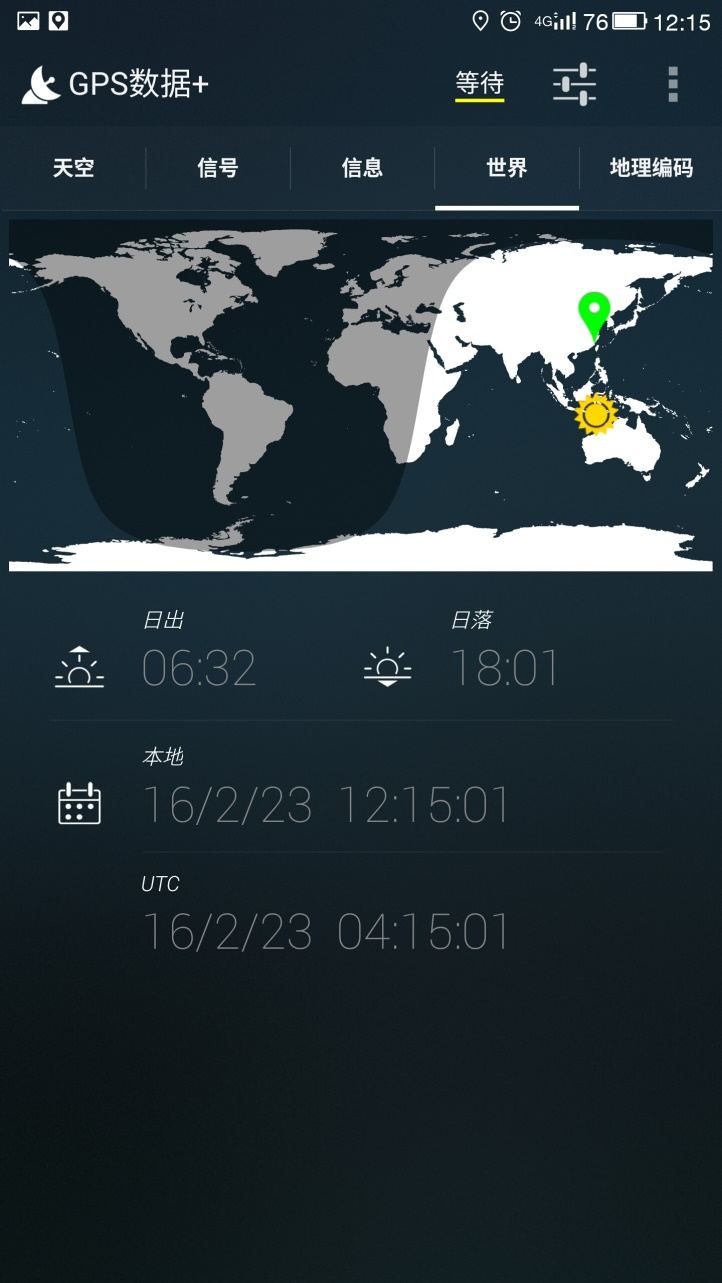 4G 76 12:15
GPS数据+ 等待
天空 信号 信息 世界 地理编码
日出 日落
06:32 18:01
本地
16/2/23 12:15:01
UTC
16/2/23 04:15:01